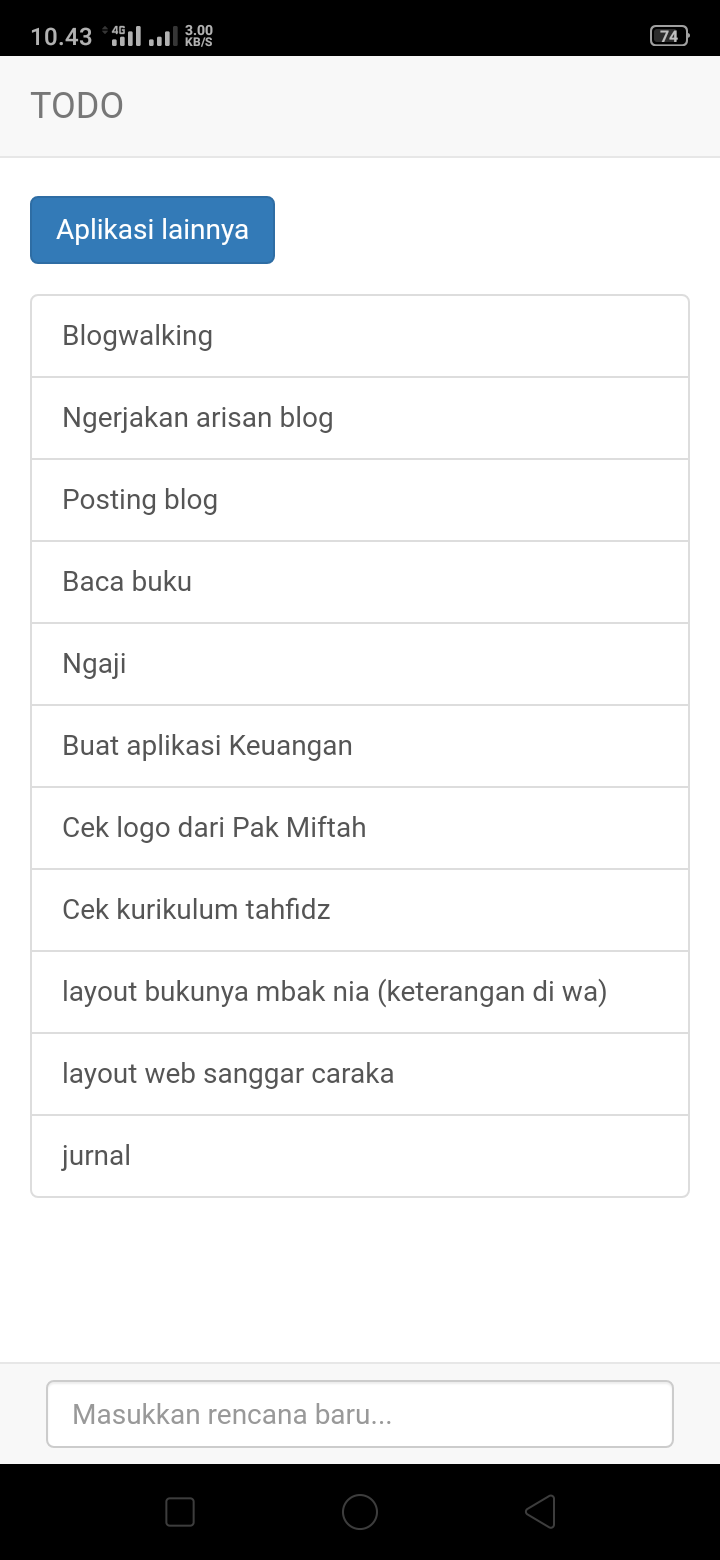 10.43 4G 3.00 KB/S 74
TODO
Aplikasi lainnya
Blogwalking
Ngerjakan arisan blog
Posting blog
Baca buku
Ngaji
Buat aplikasi Keuangan
Cek logo dari Pak Miftah
Cek kurikulum tahfidz
layout bukunya mbak nia (keterangan di wa)
layout web sanggar caraka
jurnal
Masukkan rencana baru...